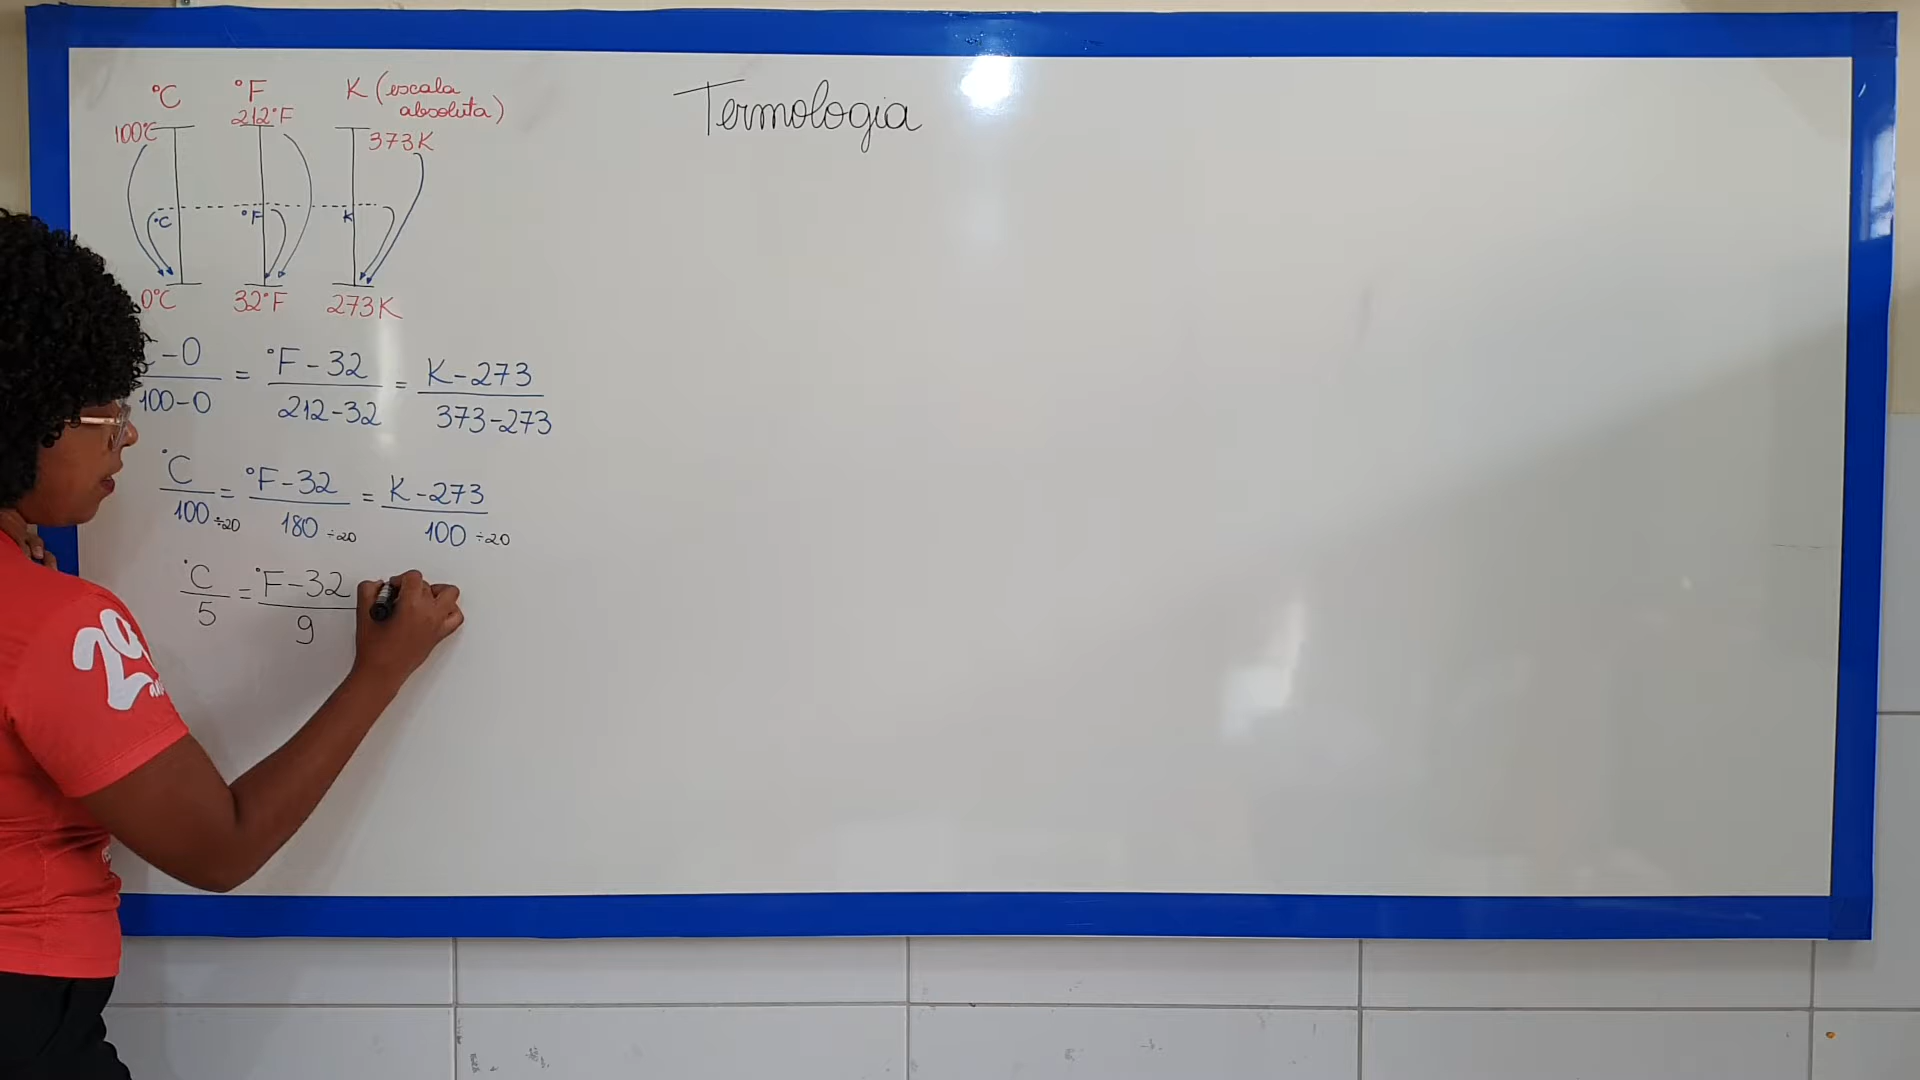 Termologia
°C °F K (escala absoluta)
100°C 212°F 373K
°C °F K
0°C 32°F 273K
C-0/100-0 = °F-32/212-32 = K-273/373-273
°C/100÷20 = °F-32/180÷20 = K-273/100÷20
°C/5 = °F-32/9